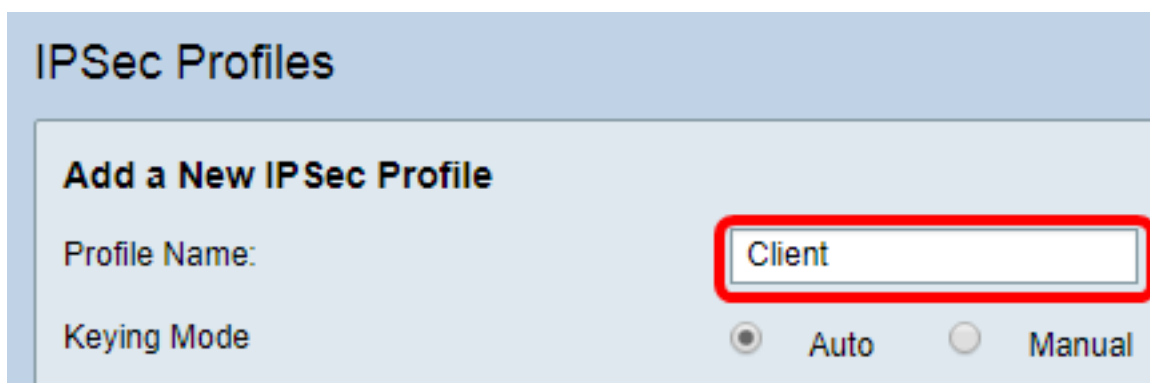 IPSec Profiles
Add a New IPSec Profile
Profile Name: Client
Keying Mode Auto Manual